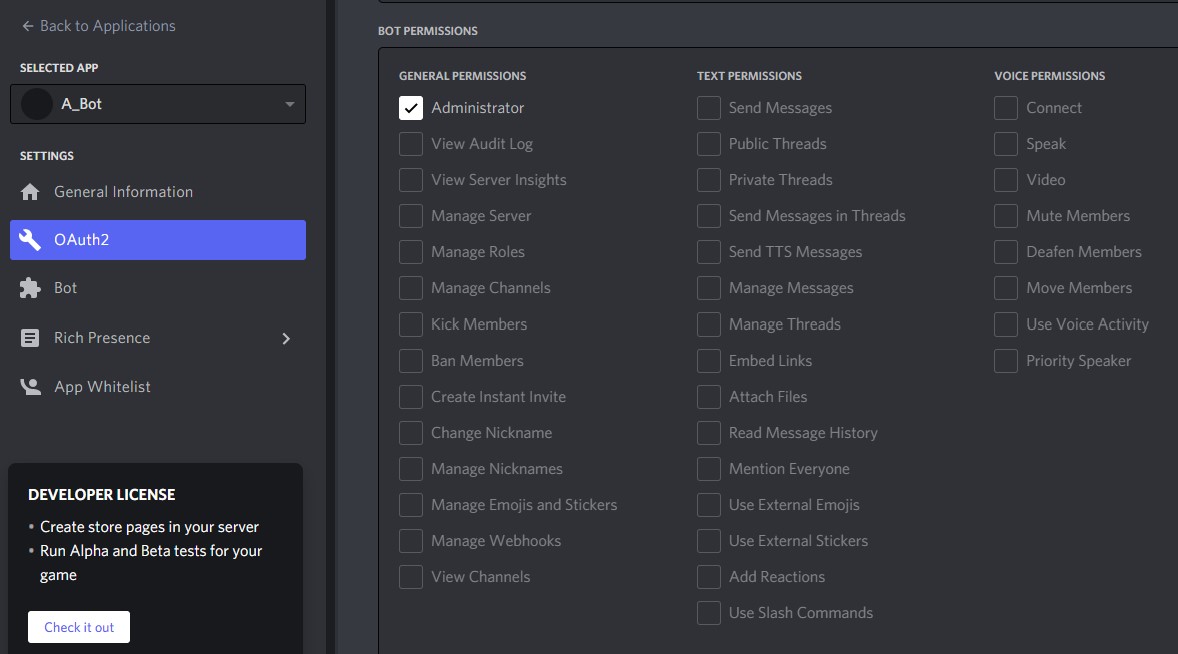 Back to Applications
SELECTED APP
A_Bot
SETTINGS
General Information
OAuth2
Bot
Rich Presence
App Whitelist
DEVELOPER LICENSE
• Create store pages in your server
• Run Alpha and Beta tests for your
game
Check it out
BOT PERMISSIONS
GENERAL PERMISSIONS
Administrator
View Audit Log
View Server Insights
Manage Server
Manage Roles
Manage Channels
Kick Members
Ban Members
Create Instant Invite
Change Nickname
Manage Nicknames
Manage Emojis and Stickers
Manage Webhooks
View Channels
TEXT PERMISSIONS
Send Messages
Public Threads
Private Threads
Send Messages in Threads
Send TTS Messages
Manage Messages
Manage Threads
Embed Links
Attach Files
Read Message History
Mention Everyone
Use External Emojis
Use External Stickers
Add Reactions
Use Slash Commands
VOICE PERMISSIONS
Connect
Speak
Video
Mute Members
Deafen Members
Move Members
Use Voice Activity
Priority Speaker